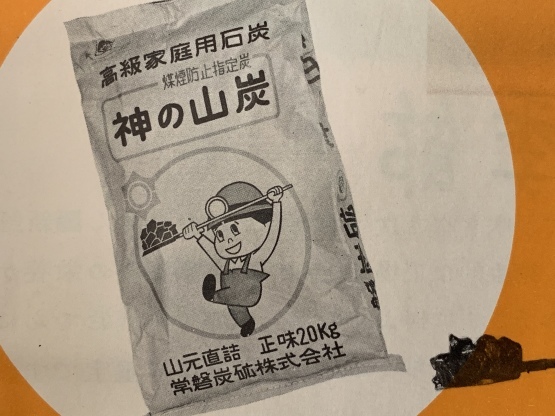 高級家庭用石炭
煤煙防止指定炭
神の山炭
山元直詰 正味20Kg
常磐炭砿株式会社